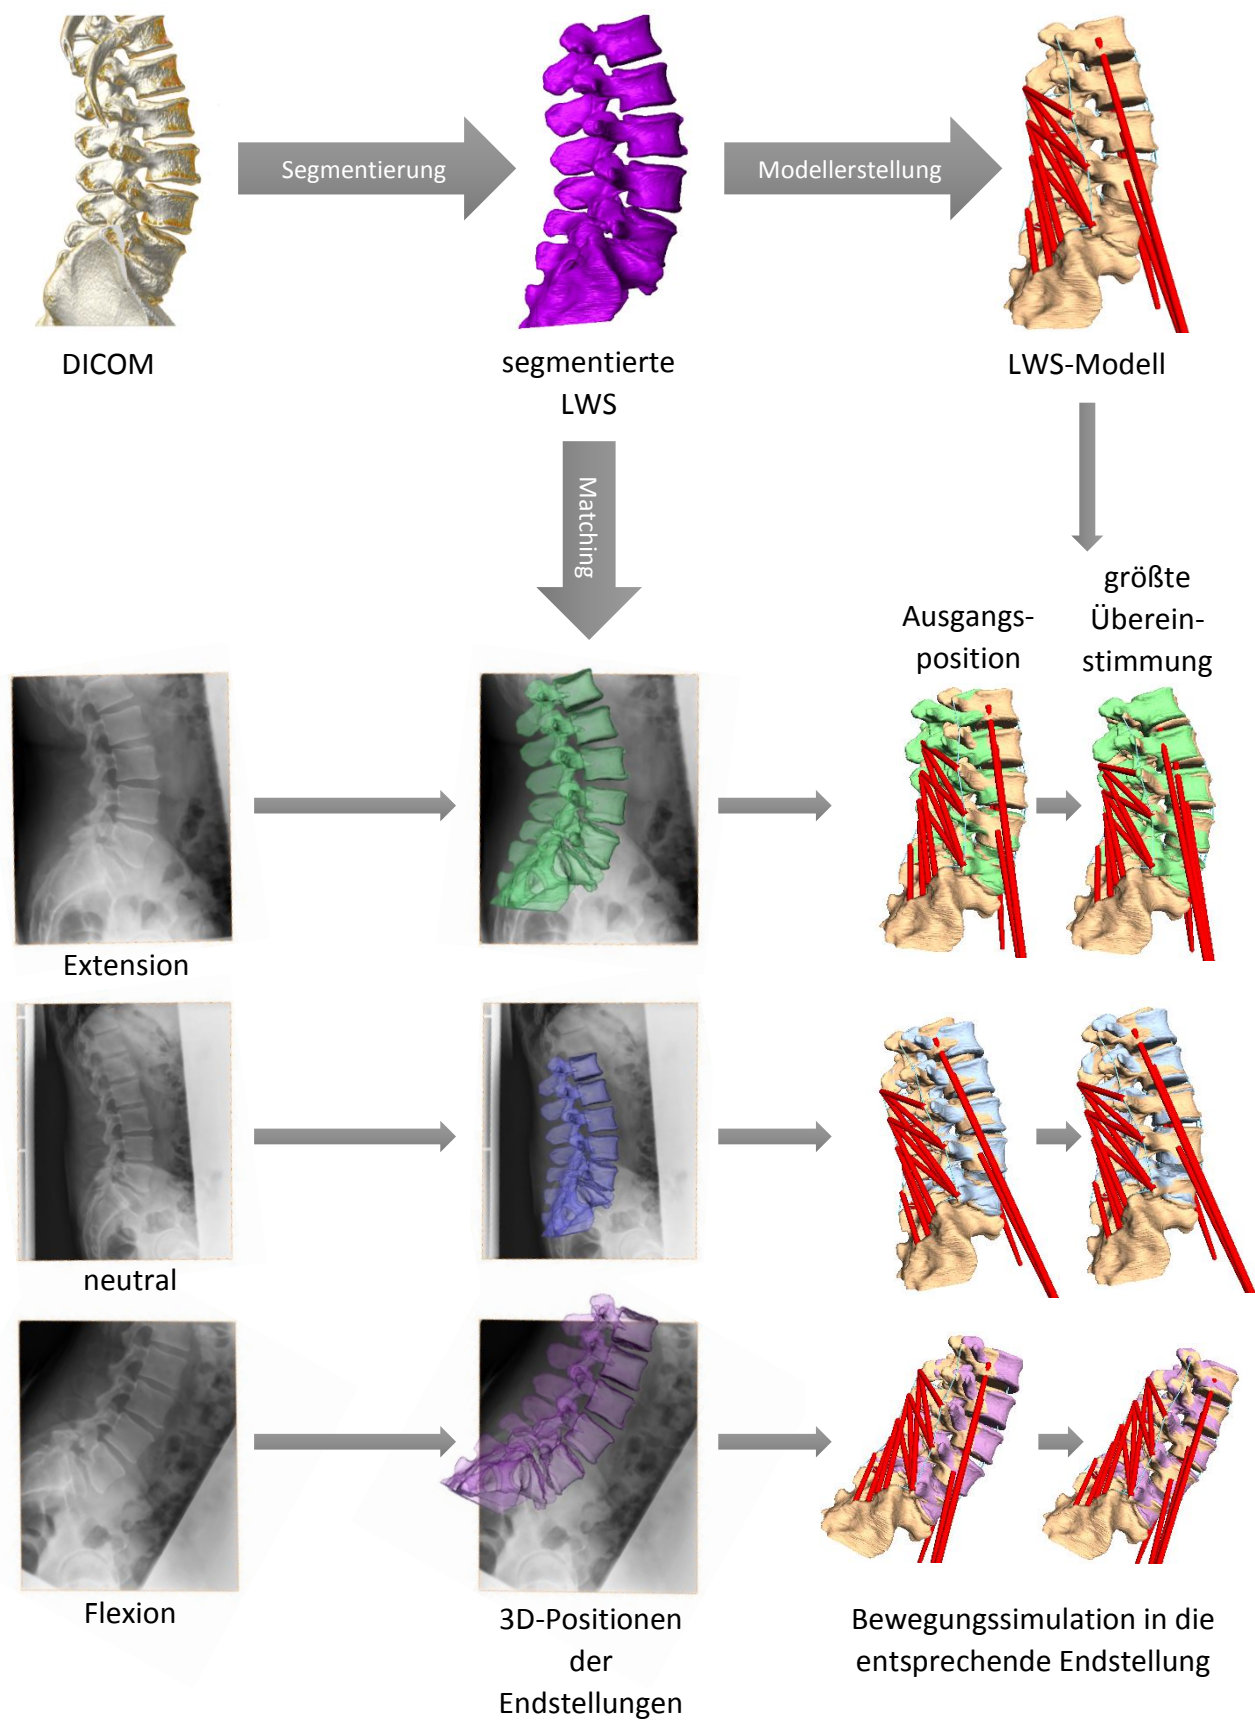 Segmentierung
Modellerstellung
DICOM
segmentierte
LWS
LWS-Modell
Matching
Ausgangs-
position
größte
Überein-
stimmung
Extension
neutral
Flexion
3D-Positionen
der
Endstellungen
Bewegungssimulation in die
entsprechende Endstellung